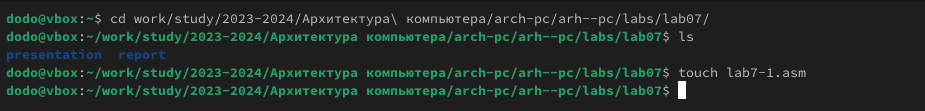 dodo@vbox:~$ cd work/study/2023-2024/Архитектура\ компьютера/arch-pc/arh--pc/labs/lab07/
dodo@vbox:~/work/study/2023-2024/Архитектура компьютера/arch-pc/arh--pc/labs/lab07$ ls
presentation  report
dodo@vbox:~/work/study/2023-2024/Архитектура компьютера/arch-pc/arh--pc/labs/lab07$ touch lab7-1.asm
dodo@vbox:~/work/study/2023-2024/Архитектура компьютера/arch-pc/arh--pc/labs/lab07$